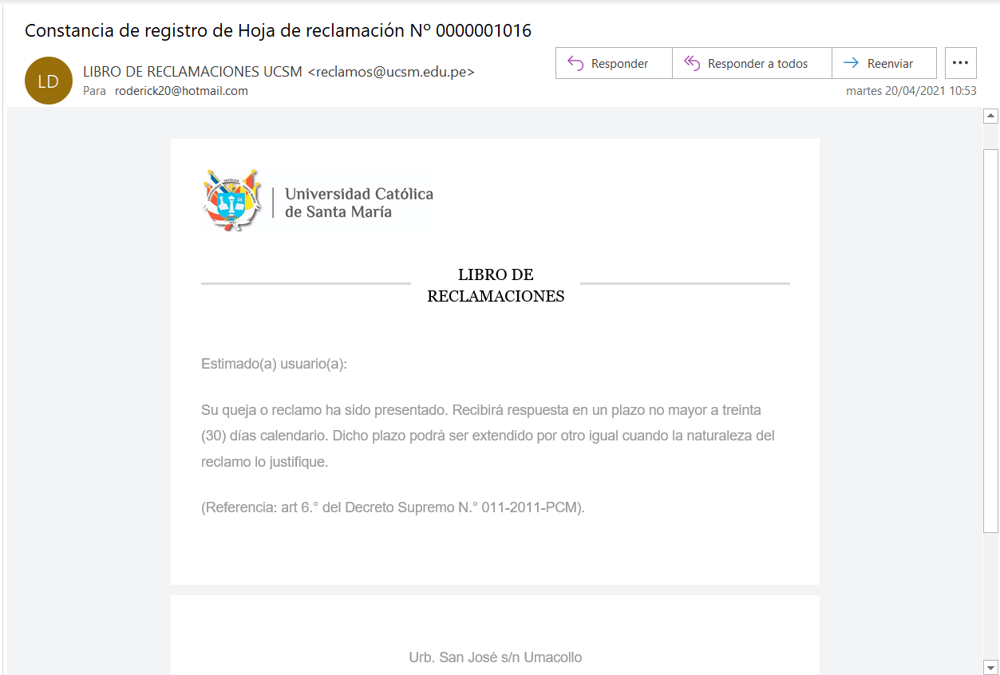 Constancia de registro de Hoja de reclamación Nº 0000001016
LD
LIBRO DE RECLAMACIONES UCSM <reclamos@ucsm.edu.pe>
Para roderick20@hotmail.com
Responder
Responder a todos
Reenviar
martes 20/04/2021 10:53
Universidad Católica
de Santa María
LIBRO DE
RECLAMACIONES
Estimado(a) usuario(a):
Su queja o reclamo ha sido presentado. Recibirá respuesta en un plazo no mayor a treinta
(30) días calendario. Dicho plazo podrá ser extendido por otro igual cuando la naturaleza del
reclamo lo justifique.
(Referencia: art 6.° del Decreto Supremo N.° 011-2011-PCM).
Urb. San José s/n Umacollo